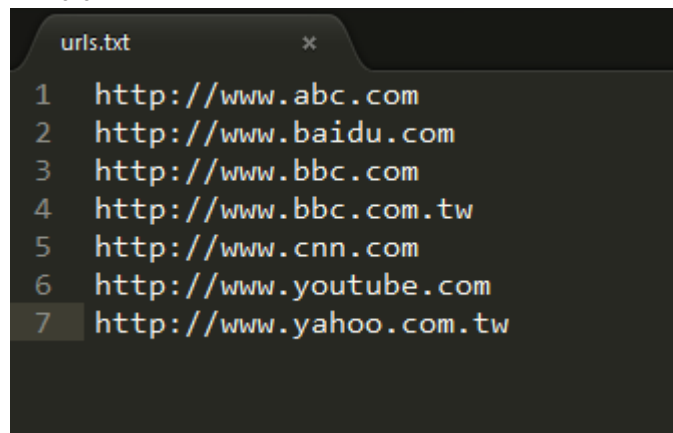 urls.txt ×
1 http://www.abc.com
2 http://www.baidu.com
3 http://www.bbc.com
4 http://www.bbc.com.tw
5 http://www.cnn.com
6 http://www.youtube.com
7 http://www.yahoo.com.tw